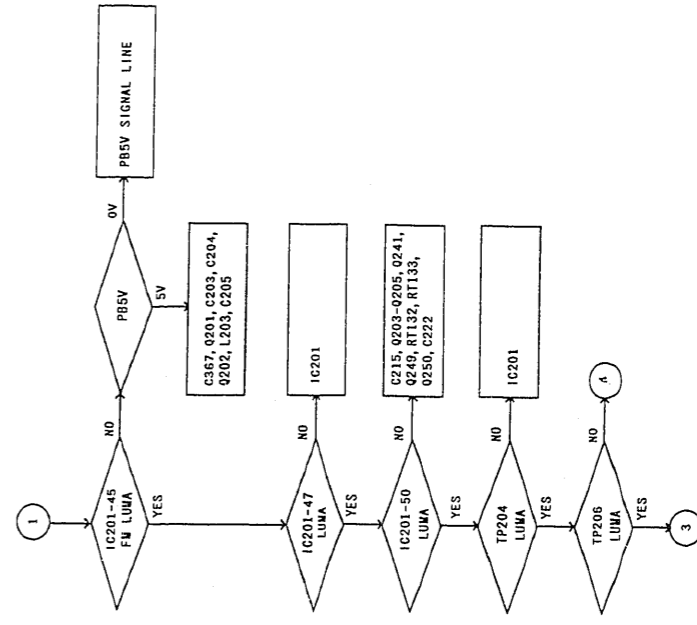 1
IC201-45
FM LUMA
NO
YES
PB5V
0V
5V
PB5V SIGNAL LINE
C367, Q201, C203, C204,
Q202, L203, C205
IC201-47
LUMA
NO
YES
IC201
IC201-50
LUMA
NO
YES
C215, Q203-Q205, Q241,
Q249, RT132, RT133,
Q250, C222
TP204
LUMA
NO
YES
IC201
TP206
LUMA
NO
YES
4
3